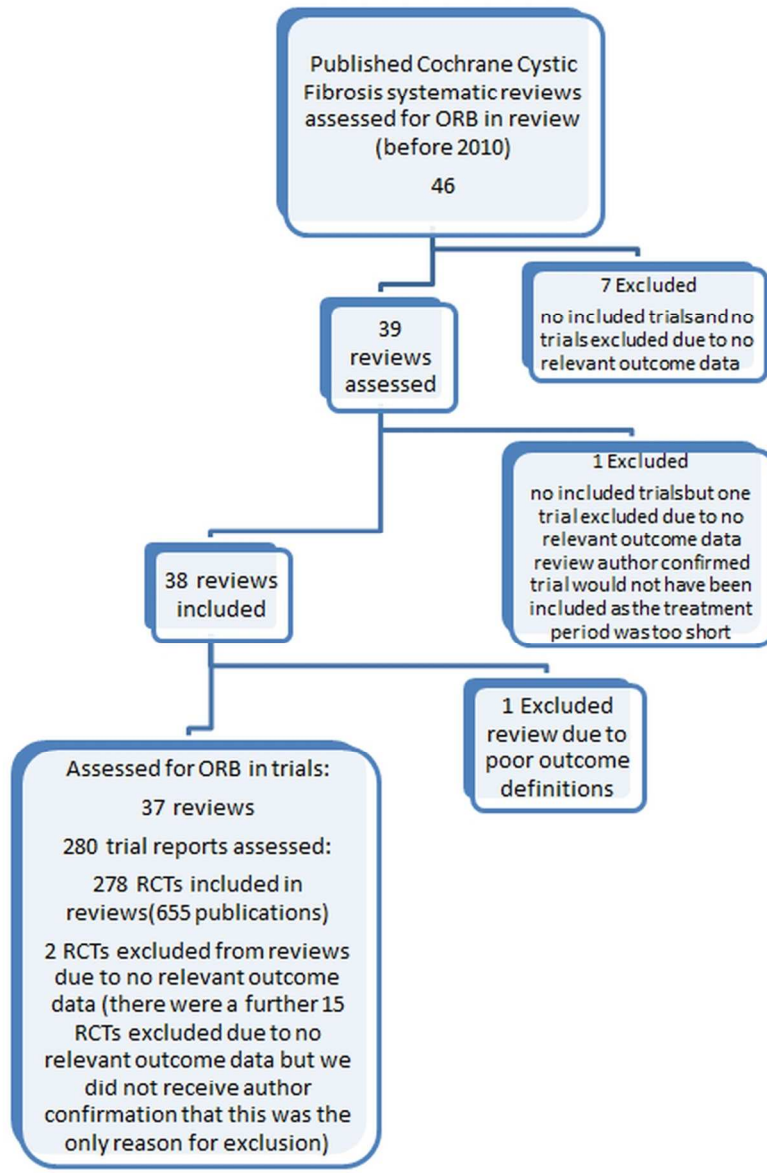 Published Cochrane Cystic
Fibrosis systematic reviews
assessed for ORB in review
(before 2010)
46
7 Excluded
no included trialsand no
trials excluded due to no
relevant outcome data
39
reviews
assessed
1 Excluded
no included trialsbut one
trial excluded due to no
relevant outcome data
review author confirmed
trial would not have been
included as the treatment
period was too short
38 reviews
included
1 Excluded
review due to
poor outcome
definitions
Assessed for ORB in trials:
37 reviews
280 trial reports assessed:
278 RCTs included in
reviews(655 publications)
2 RCTs excluded from reviews
due to no relevant outcome
data (there were a further 15
RCTs excluded due to no
relevant outcome data but we
did not receive author
confirmation that this was the
only reason for exclusion)